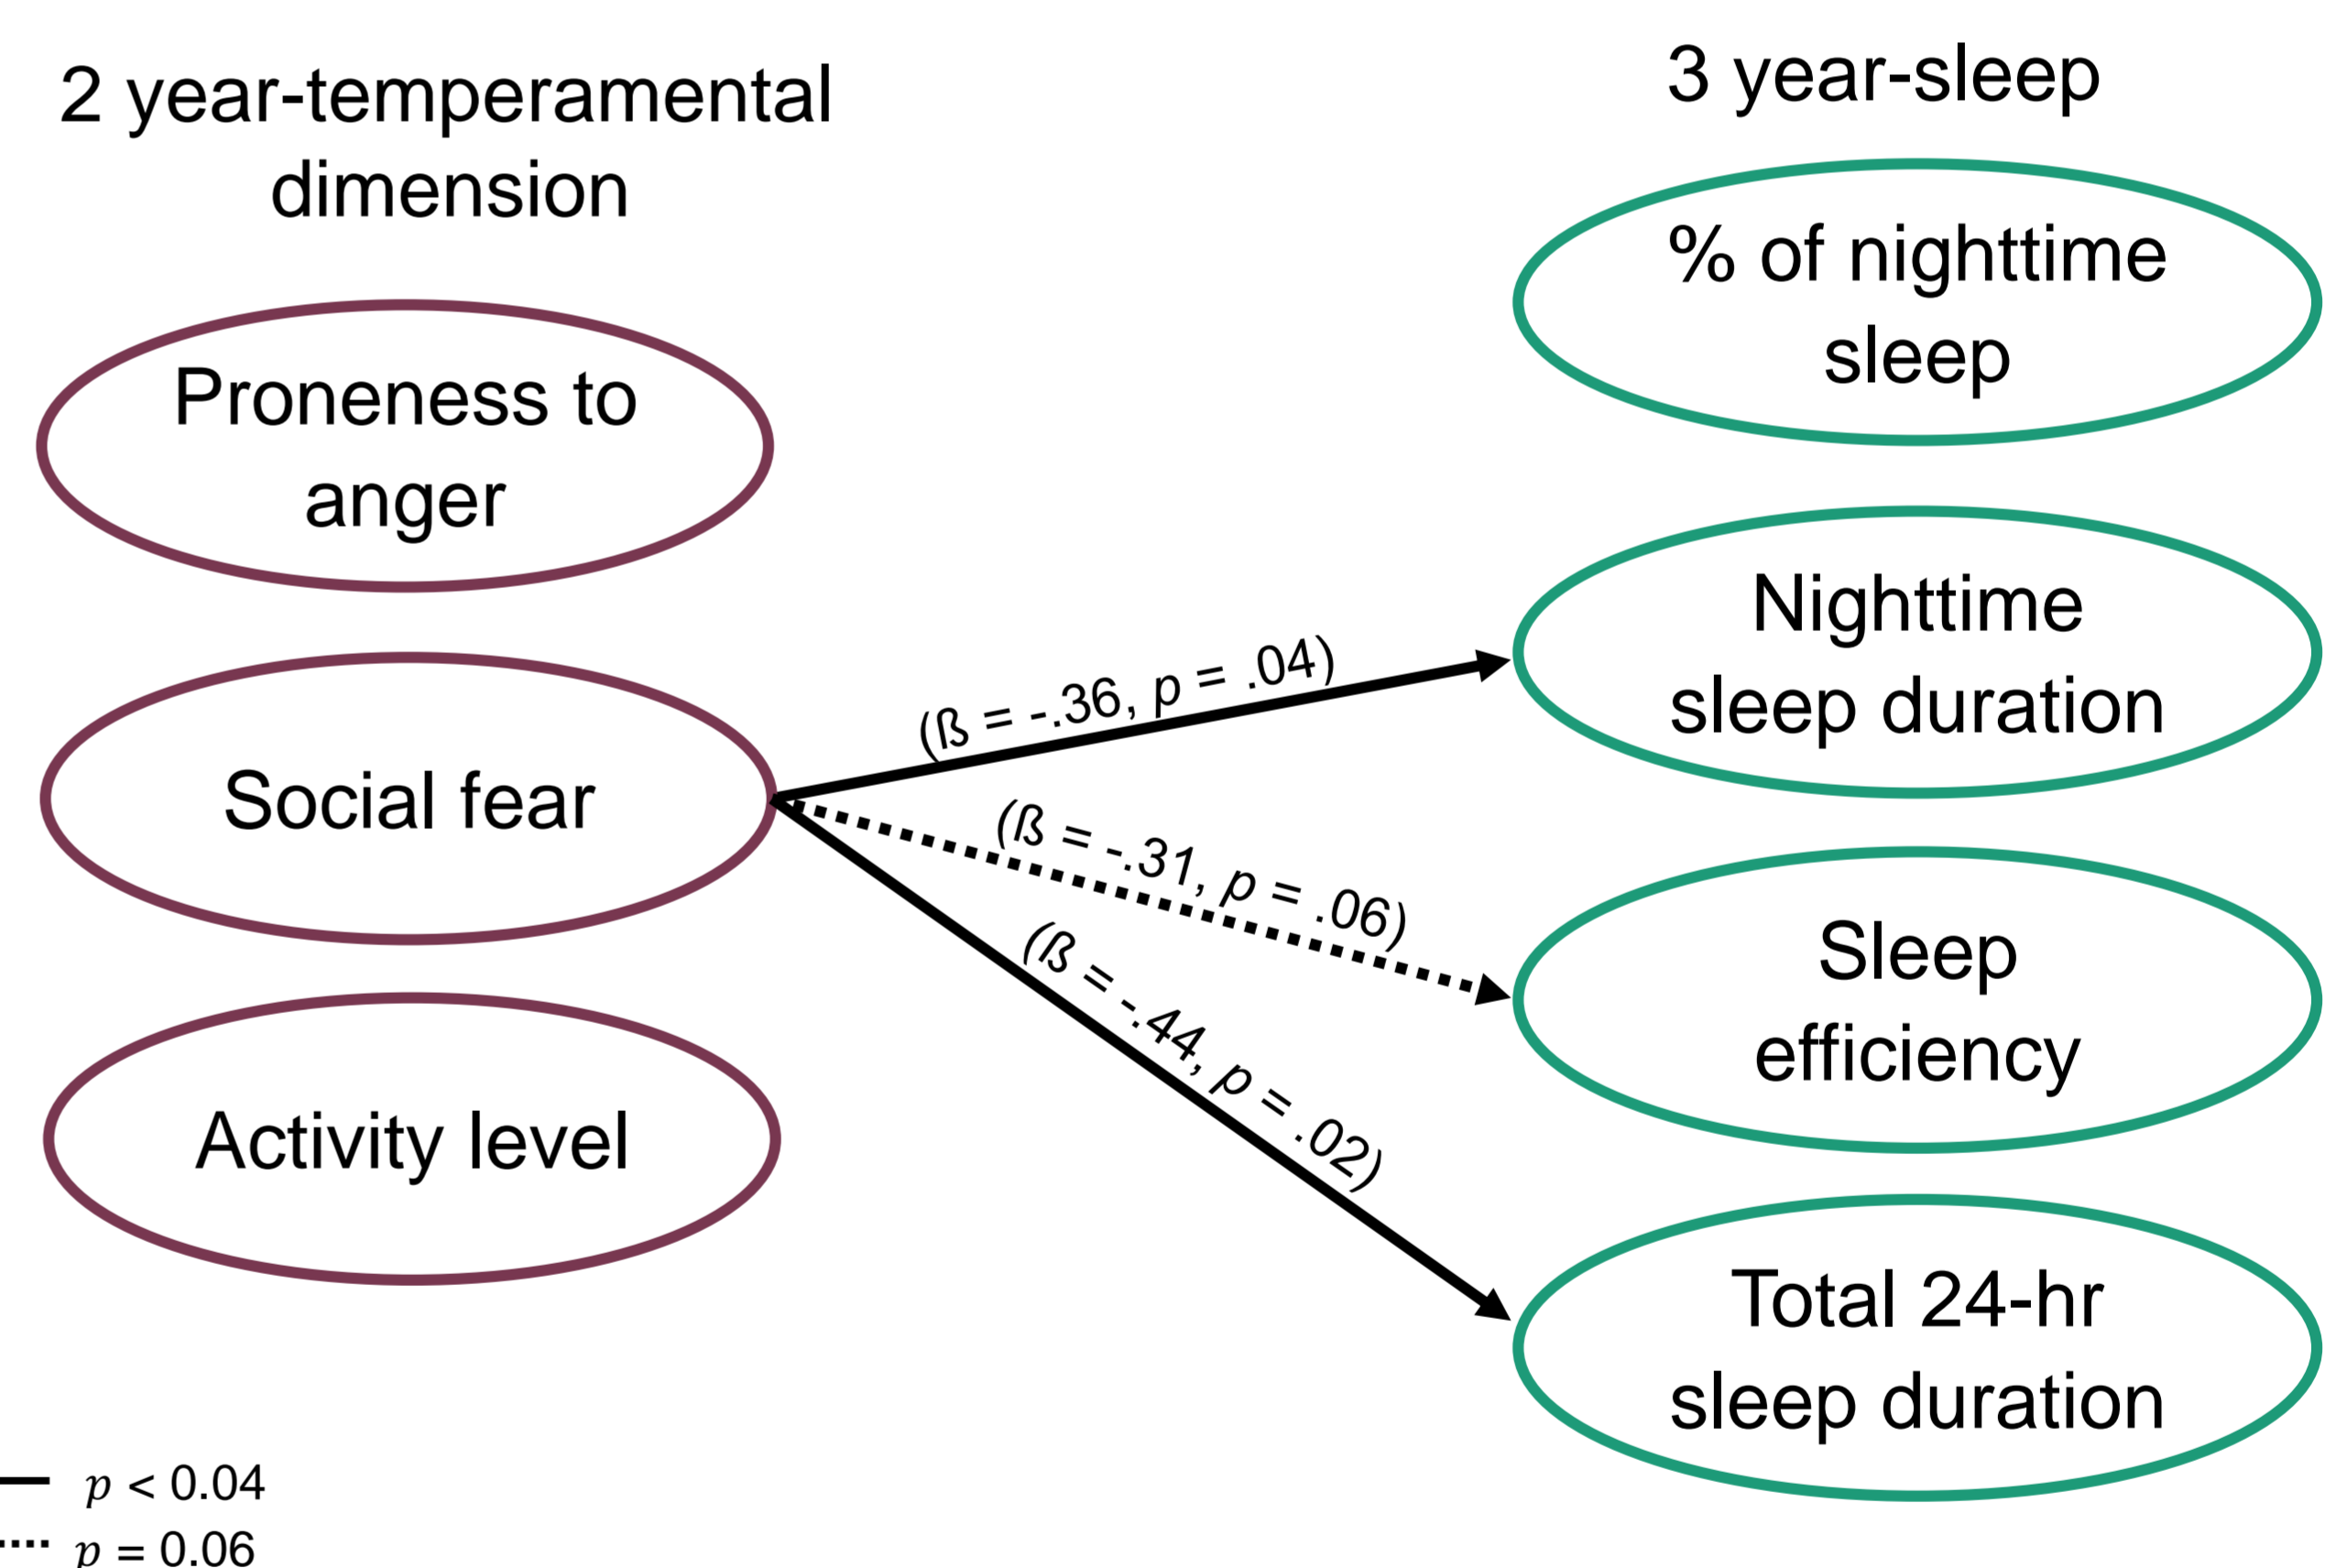 2 year-temperamental
dimension
Proneness to
anger
Social fear
Activity level
(ß = -.36, p = .04)
(ß = -.31, p = .06)
(ß = -.44, p = .02)
3 year-sleep
% of nighttime
sleep
Nighttime
sleep duration
Sleep
efficiency
Total 24-hr
sleep duration
p < 0.04
p = 0.06